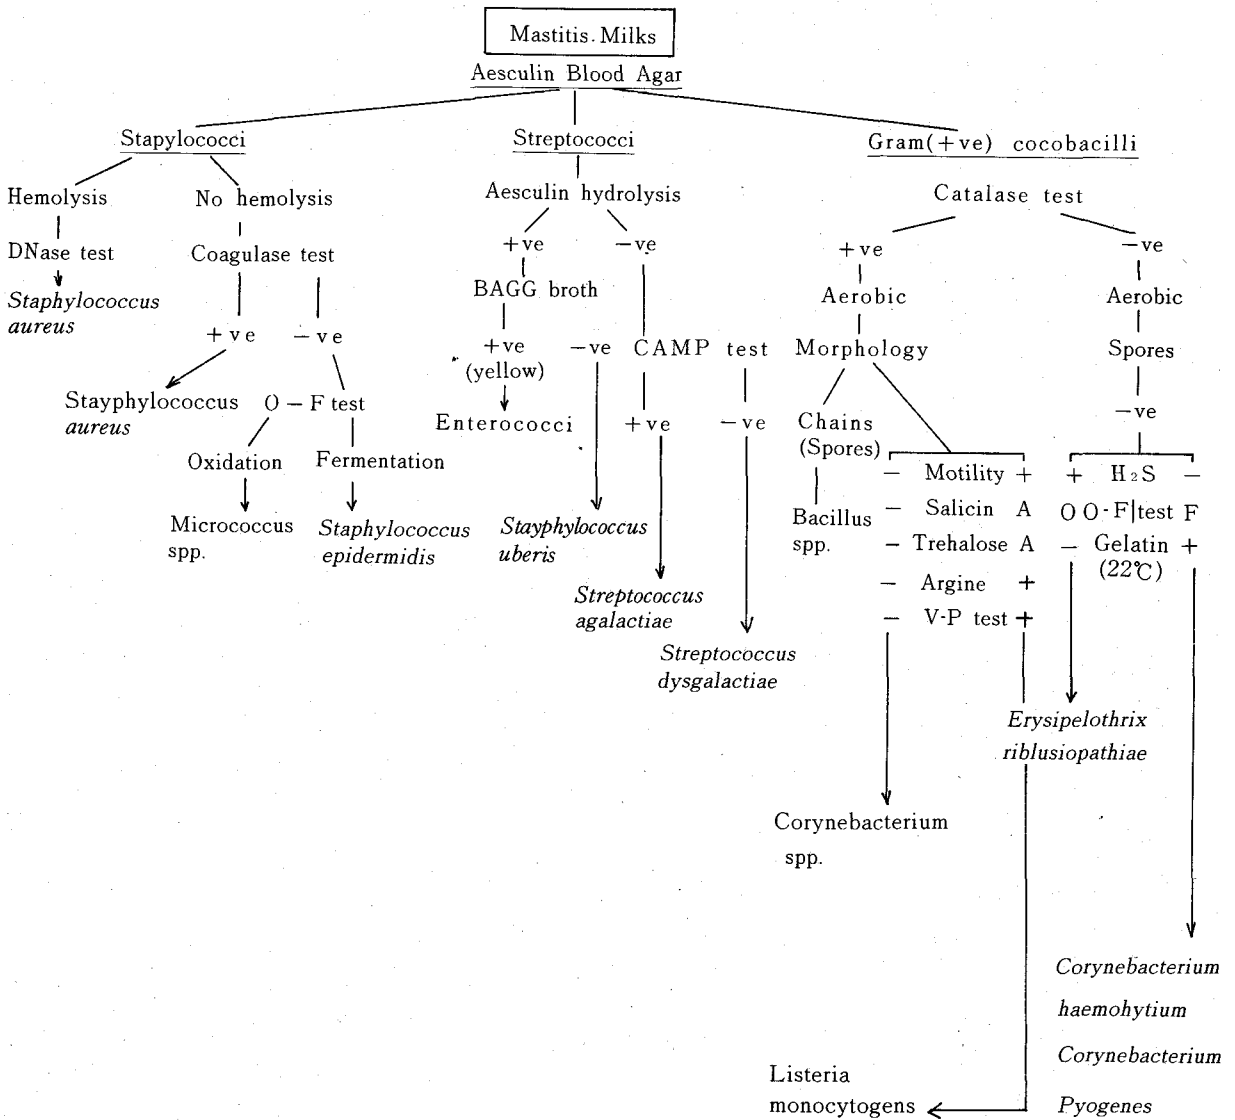 Mastitis. Milks
Aesculin Blood Agar
Stapylococci
Streptococci
Gram(+ve) cocobacilli
Hemolysis
No hemolysis
Aesculin hydrolysis
Catalase test
DNase test
Coagulase test
+ve
−ve
+ve
−ve
Staphylococcus
aureus
BAGG broth
Aerobic
Aerobic
+ve
−ve
+ve
(yellow)
−ve
CAMP test
Morphology
Spores
Stayphylococcus
aureus
O−F test
Enterococci
+ve
−ve
Chains
(Spores)
−ve
Oxidation
Fermentation
− Motility +
+ H₂S −
Micrococcus
spp.
Staphylococcus
epidermidis
Stayphylococcus
uberis
Bacillus
spp.
− Salicin A
O O-F|test F
− Trehalose A
− Gelatin +
(22℃)
− Argine +
− V-P test +
Streptococcus
agalactiae
Streptococcus
dysgalactiae
Erysipelothrix
riblusiopathiae
Corynebacterium
spp.
Corynebacterium
haemohytium
Corynebacterium
Pyogenes
Listeria
monocytogens